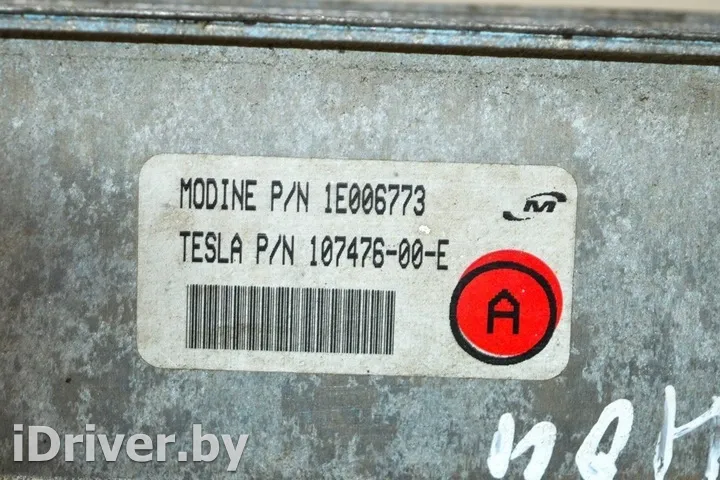 MODINE P/N 1E006773
M
TESLA P/N 107476-00-E
A
iDriver.by